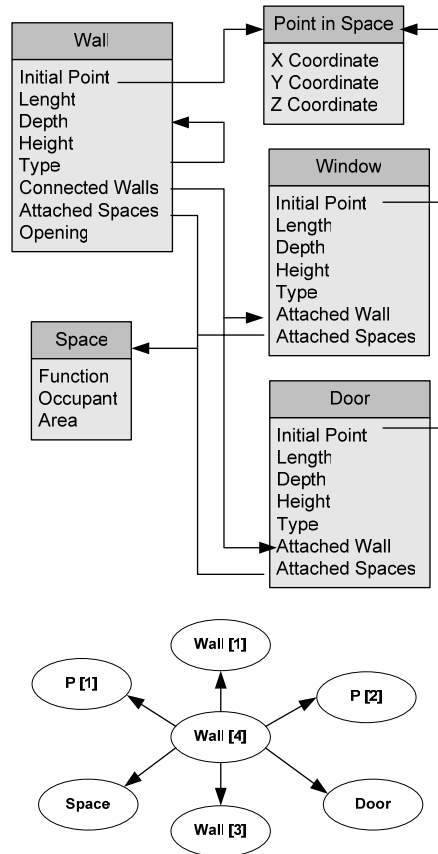 Wall
Initial Point
Lenght
Depth
Height
Type
Connected Walls
Attached Spaces
Opening
Point in Space
X Coordinate
Y Coordinate
Z Coordinate
Window
Initial Point
Length
Depth
Height
Type
Attached Wall
Attached Spaces
Space
Function
Occupant
Area
Door
Initial Point
Length
Depth
Height
Type
Attached Wall
Attached Spaces
Wall [1]
P [1]
P [2]
Wall [4]
Space
Door
Wall [3]